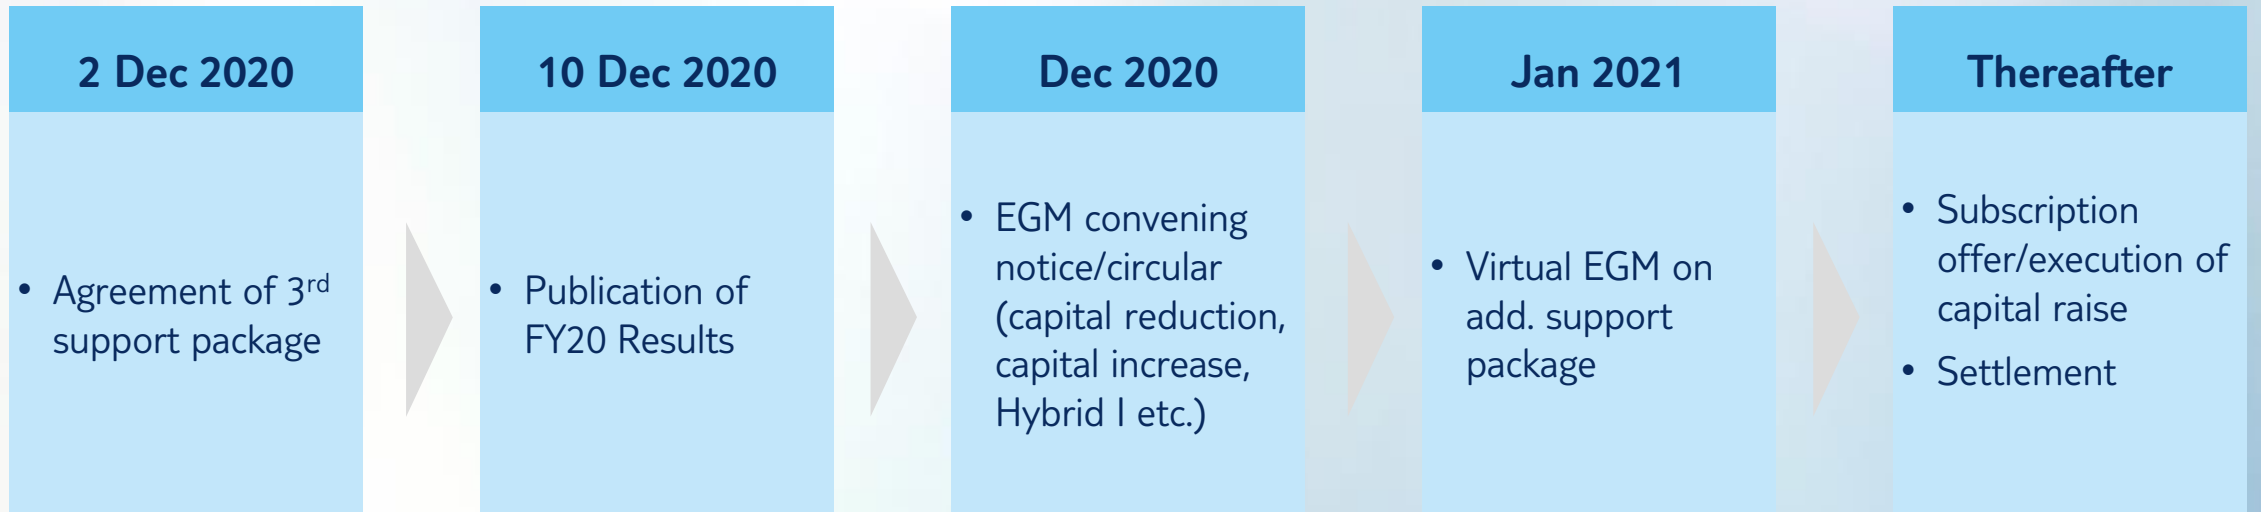 2 Dec 2020
• Agreement of 3rd
support package
10 Dec 2020
• Publication of
FY20 Results
Dec 2020
• EGM convening
notice/circular
(capital reduction,
capital increase,
Hybrid I etc.)
Jan 2021
• Virtual EGM on
add. support
package
Thereafter
• Subscription
offer/execution of
capital raise
• Settlement